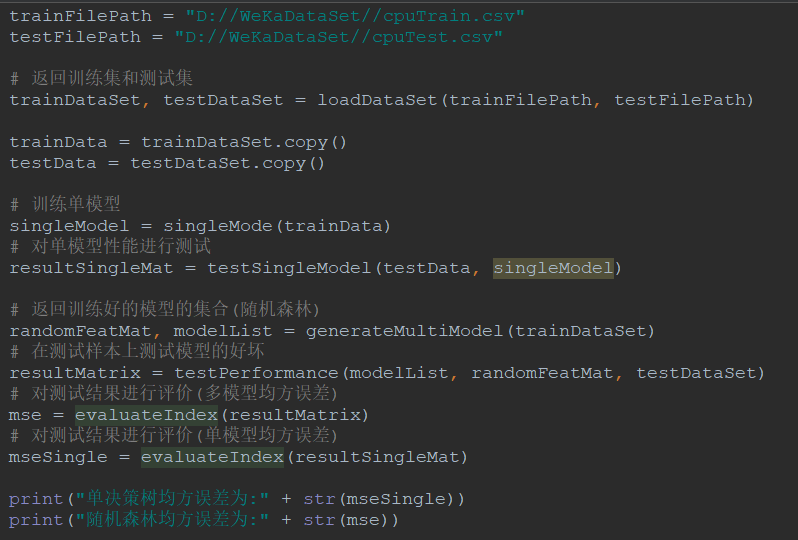 trainFilePath = "D://WeKaDataSet//cpuTrain.csv"
testFilePath = "D://WeKaDataSet//cpuTest.csv"
# 返回训练集和测试集
trainDataSet, testDataSet = loadDataSet(trainFilePath, testFilePath)
trainData = trainDataSet.copy()
testData = testDataSet.copy()
# 训练单模型
singleModel = singleMode(trainData)
# 对单模型性能进行测试
resultSingleMat = testSingleModel(testData, singleModel)
# 返回训练好的模型的集合(随机森林)
randomFeatMat, modelList = generateMultiModel(trainDataSet)
# 在测试样本上测试模型的好坏
resultMatrix = testPerformance(modelList, randomFeatMat, testDataSet)
# 对测试结果进行评价(多模型均方误差)
mse = evaluateIndex(resultMatrix)
# 对测试结果进行评价(单模型均方误差)
mseSingle = evaluateIndex(resultSingleMat)
print("单决策树均方误差为:" + str(mseSingle))
print("随机森林均方误差为:" + str(mse))